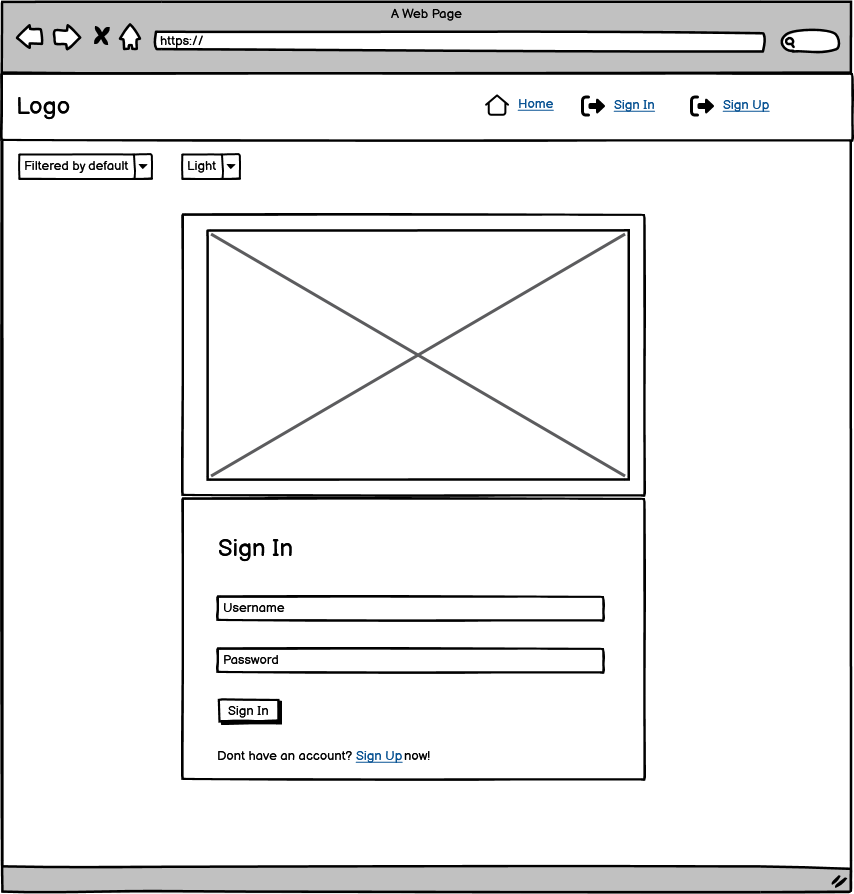 A Web Page
https://
Logo
Home
Sign In
Sign Up
Filtered by default
Light
Sign In
Username
Password
Sign In
Dont have an account? Sign Up now!